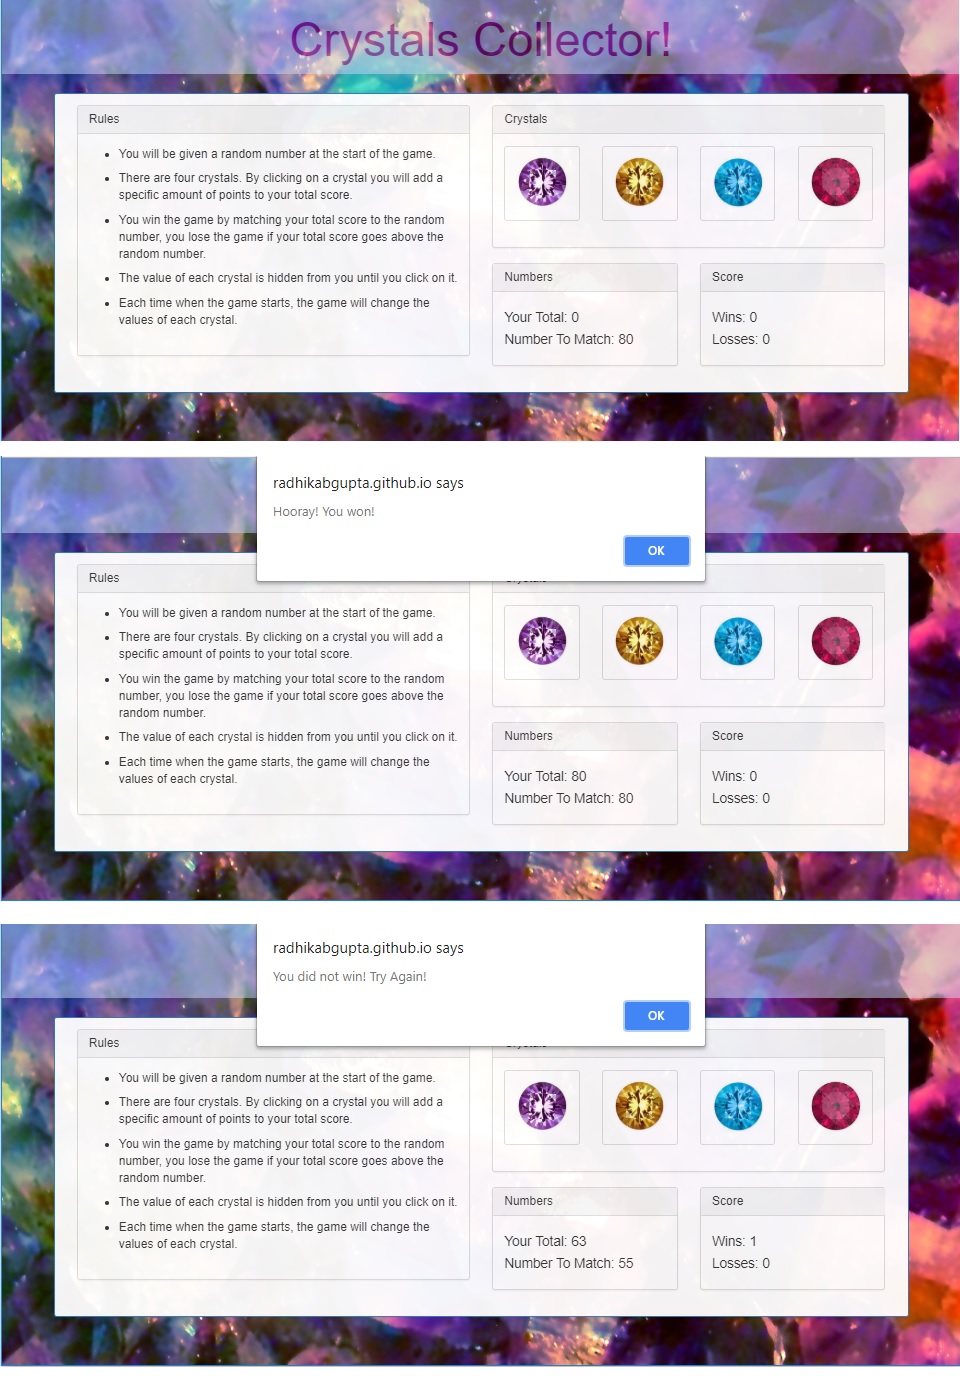 Crystals Collector!
Rules
You will be given a random number at the start of the game.
There are four crystals. By clicking on a crystal you will add a
specific amount of points to your total score.
You win the game by matching your total score to the random
number, you lose the game if your total score goes above the
random number.
The value of each crystal is hidden from you until you click on it.
Each time when the game starts, the game will change the
values of each crystal.
Crystals
Numbers
Your Total: 0
Number To Match: 80
Score
Wins: 0
Losses: 0
radhikabgupta.github.io says
Hooray! You won!
OK
Rules
You will be given a random number at the start of the game.
There are four crystals. By clicking on a crystal you will add a
specific amount of points to your total score.
You win the game by matching your total score to the random
number, you lose the game if your total score goes above the
random number.
The value of each crystal is hidden from you until you click on it.
Each time when the game starts, the game will change the
values of each crystal.
Numbers
Your Total: 80
Number To Match: 80
Score
Wins: 0
Losses: 0
radhikabgupta.github.io says
You did not win! Try Again!
OK
Rules
You will be given a random number at the start of the game.
There are four crystals. By clicking on a crystal you will add a
specific amount of points to your total score.
You win the game by matching your total score to the random
number, you lose the game if your total score goes above the
random number.
The value of each crystal is hidden from you until you click on it.
Each time when the game starts, the game will change the
values of each crystal.
Numbers
Your Total: 63
Number To Match: 55
Score
Wins: 1
Losses: 0